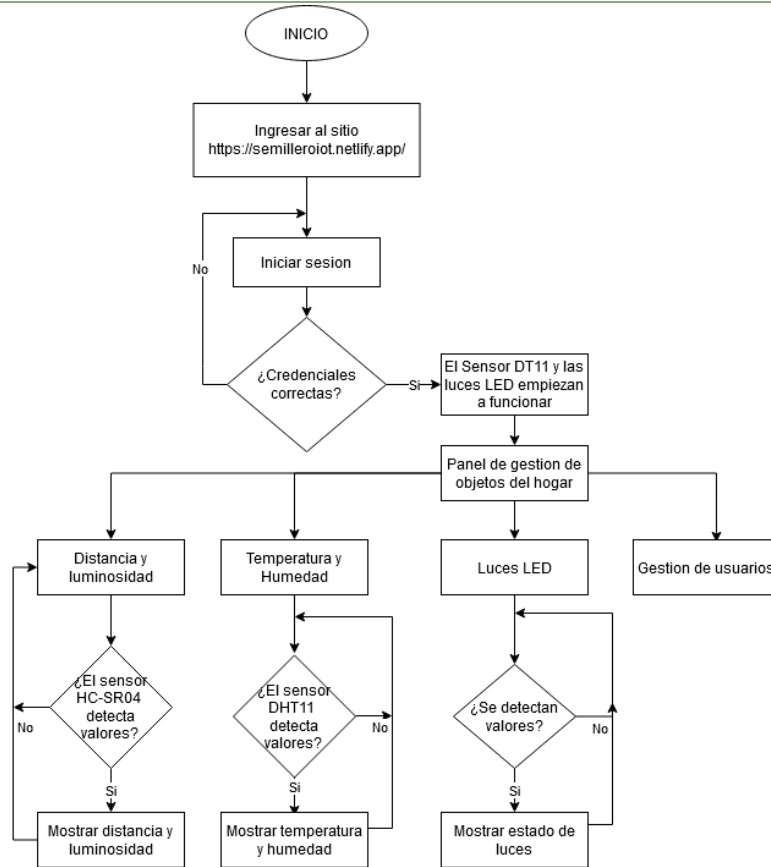 INICIO
Ingresar al sitio
https://semilleroiot.netlify.app/
No
Iniciar sesion
¿Credenciales
correctas?
Si
El Sensor DT11 y las
luces LED empiezan
a funcionar
Panel de gestion de
objetos del hogar
Distancia y
luminosidad
Temperatura y
Humedad
Luces LED
Gestion de usuarios
¿El sensor
HC-SR04
detecta
valores?
No
Si
¿El sensor
DHT11
detecta
valores?
No
Si
¿Se detectan
valores?
No
Si
Mostrar distancia y
luminosidad
Mostrar temperatura
y humedad
Mostrar estado de
luces